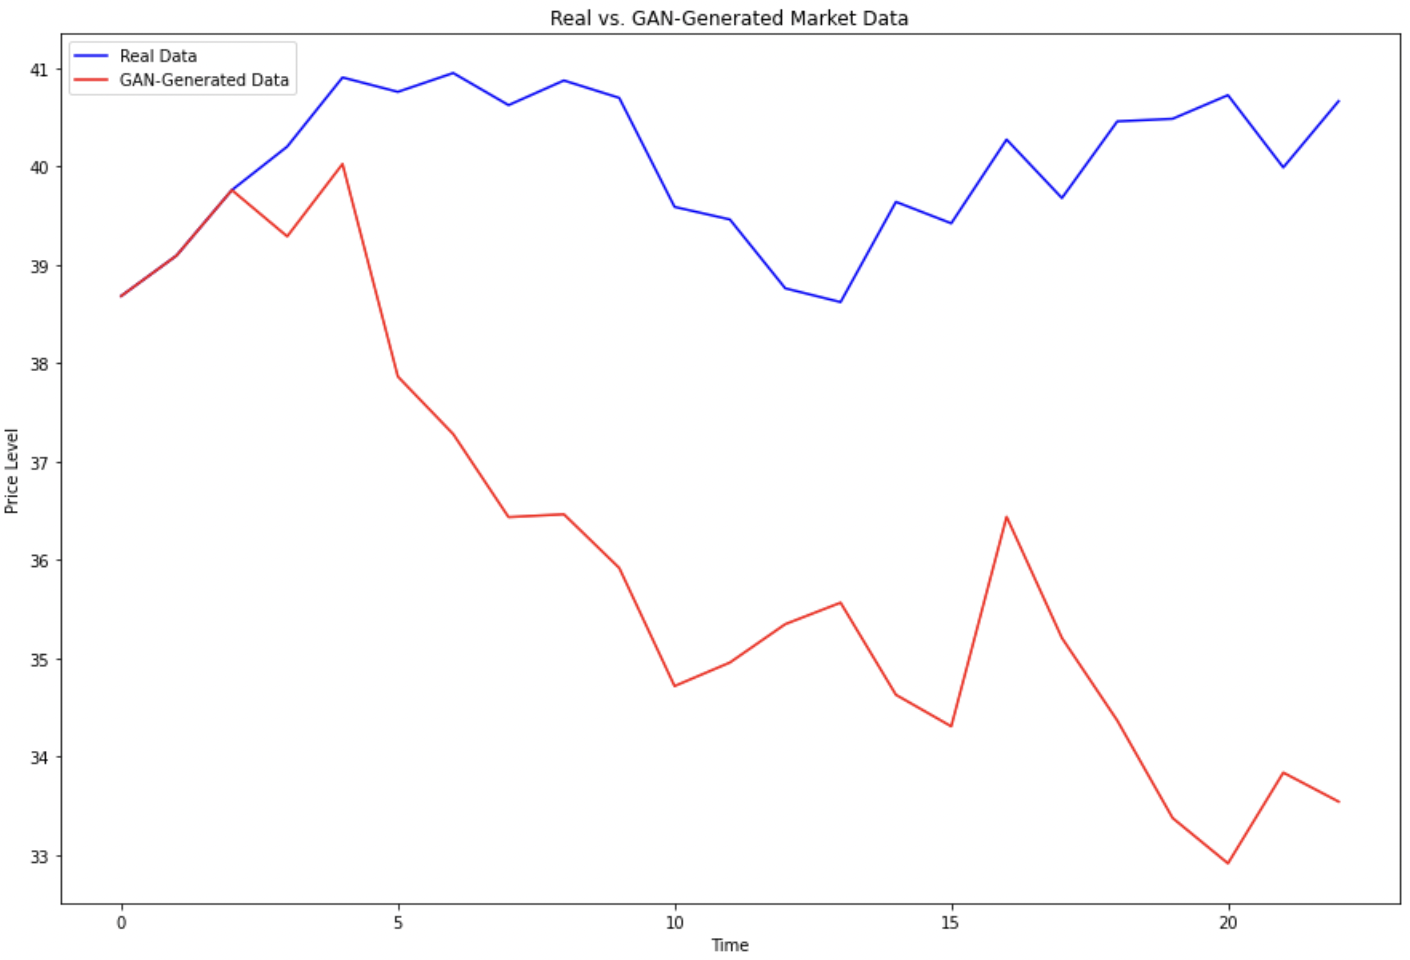 Real vs. GAN-Generated Market Data
Real Data
GAN-Generated Data
41
40
39
38
37
36
35
34
33
Price Level
0 5 10 15 20
Time